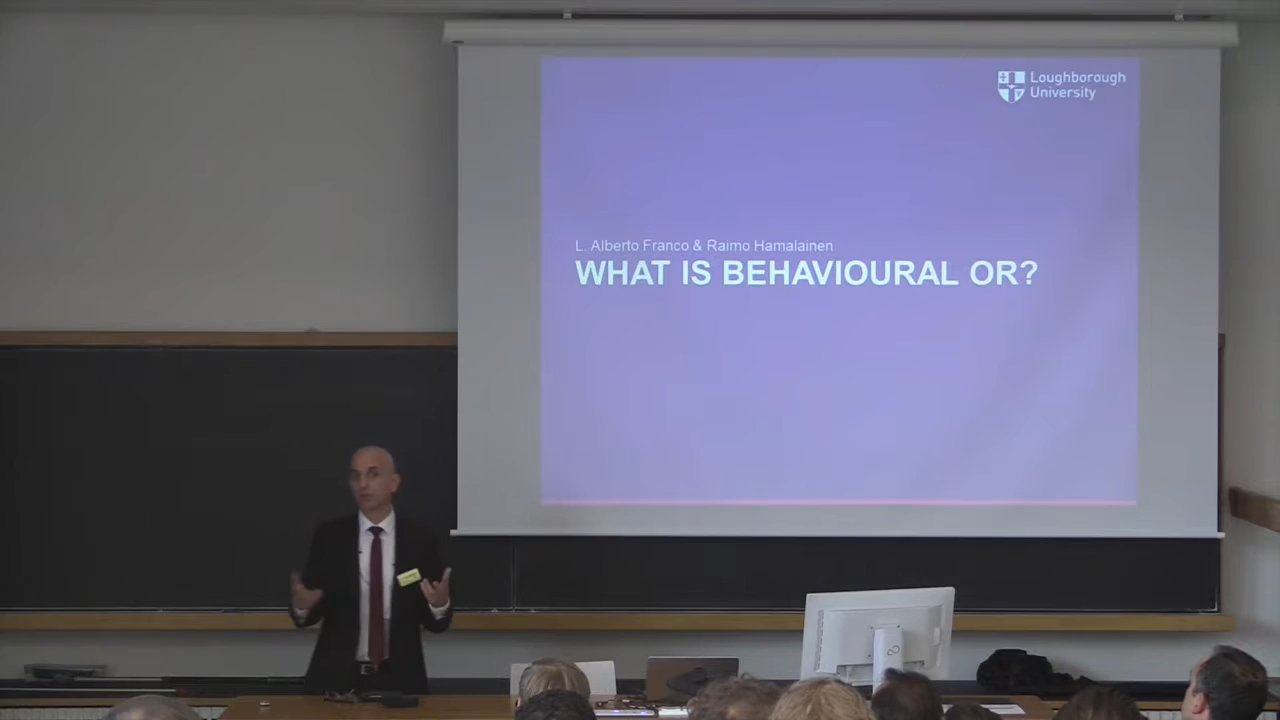 Loughborough
University
L. Alberto Franco & Raimo Hamalainen
WHAT IS BEHAVIOURAL OR?